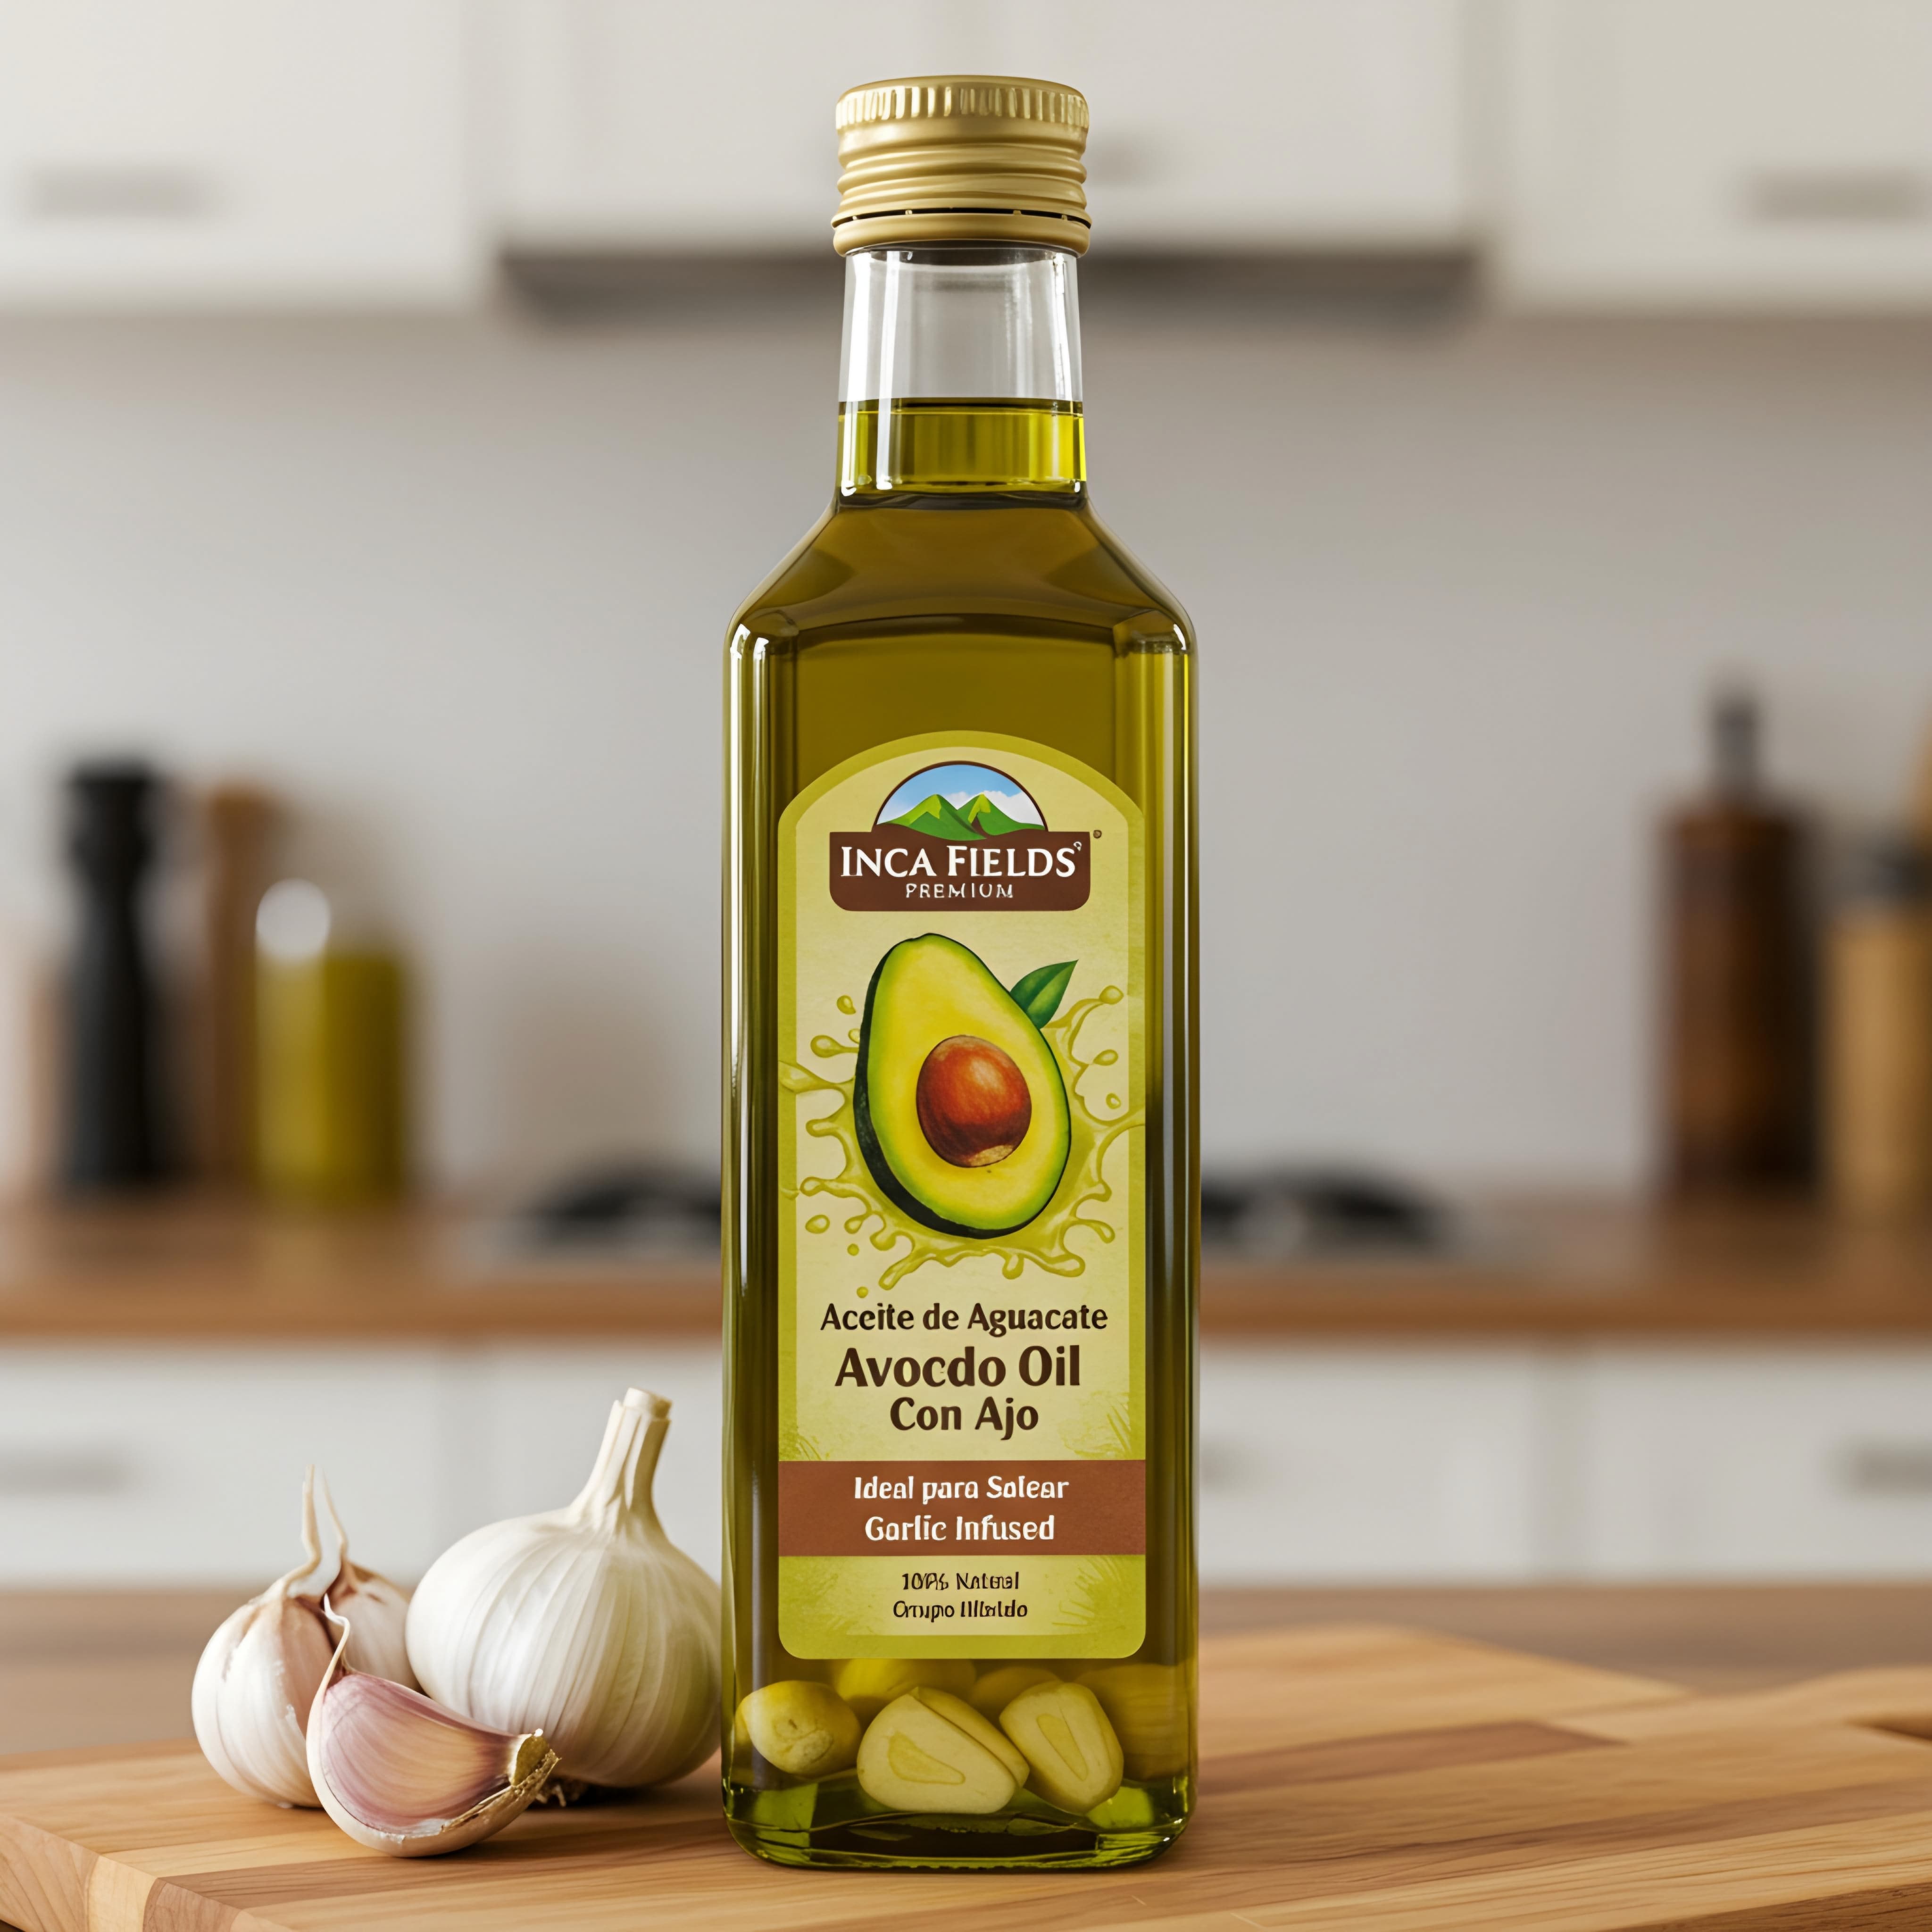 INCA FIELDS
PREMIUM
Aceite de Aguacate
Avocdo Oil
Con Ajo
Ideal para Solear
Garlic Infused